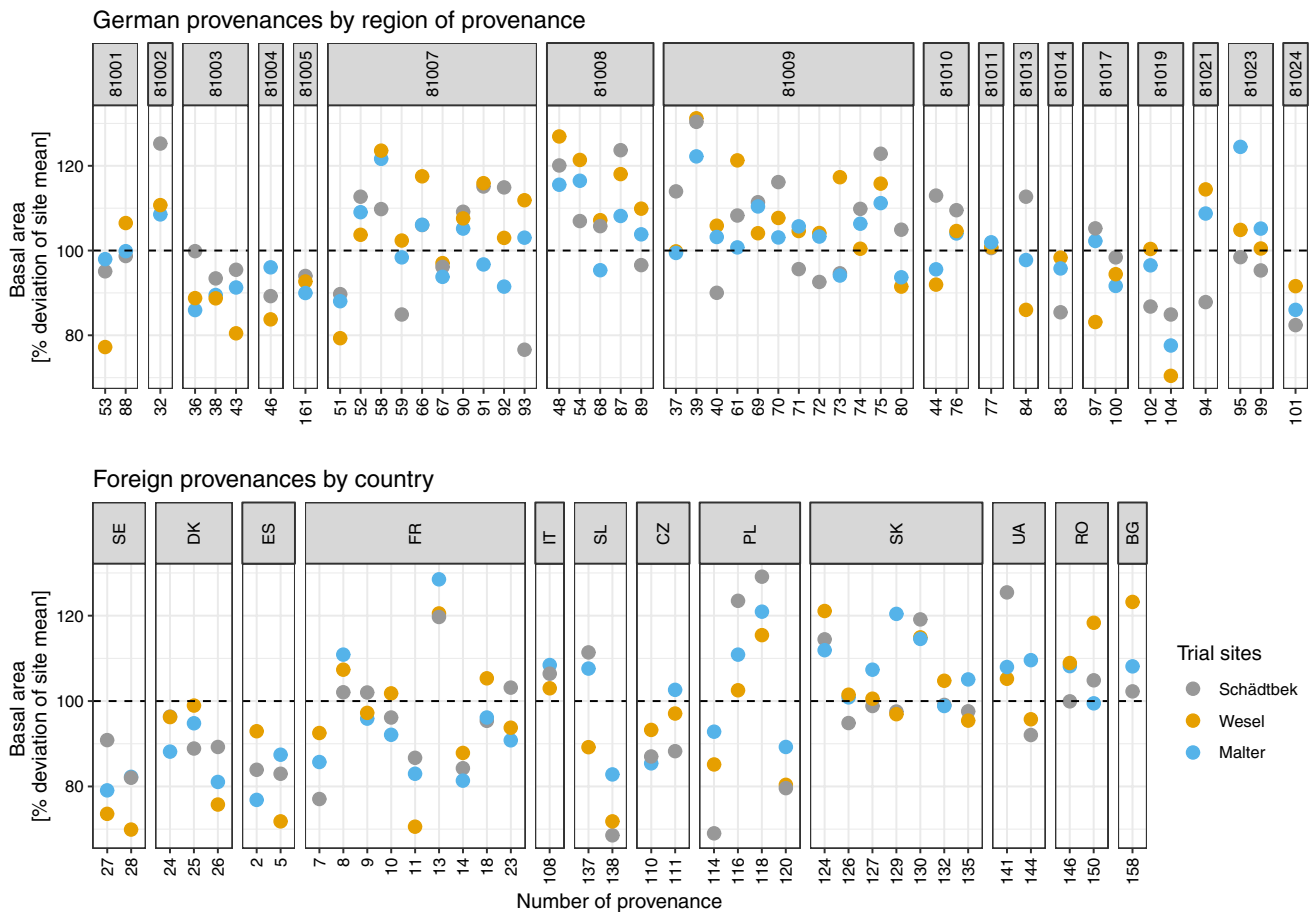 German provenances by region of provenance
81001 81002 81003 81004 81005 81007 81008 81009 81010 81011 81013 81014 81017 81019 81021 81023 81024
Basal area
[% deviation of site mean]
120
100
80
53 88 32 36 38 43 46 161 51 52 58 59 66 67 90 91 92 93 48 54 68 87 89 37 39 40 61 69 70 71 72 73 74 75 80 44 76 77 84 83 97 100 102 104 94 95 99 101
Foreign provenances by country
SE DK ES FR IT SL CZ PL SK UA RO BG
Basal area
[% deviation of site mean]
120
100
80
27 28 24 25 26 2 5 7 8 9 10 11 13 14 18 23 108 137 138 110 111 114 116 118 120 124 126 127 129 130 132 135 141 144 146 150 158
Number of provenance
Trial sites
Schädtbek
Wesel
Malter